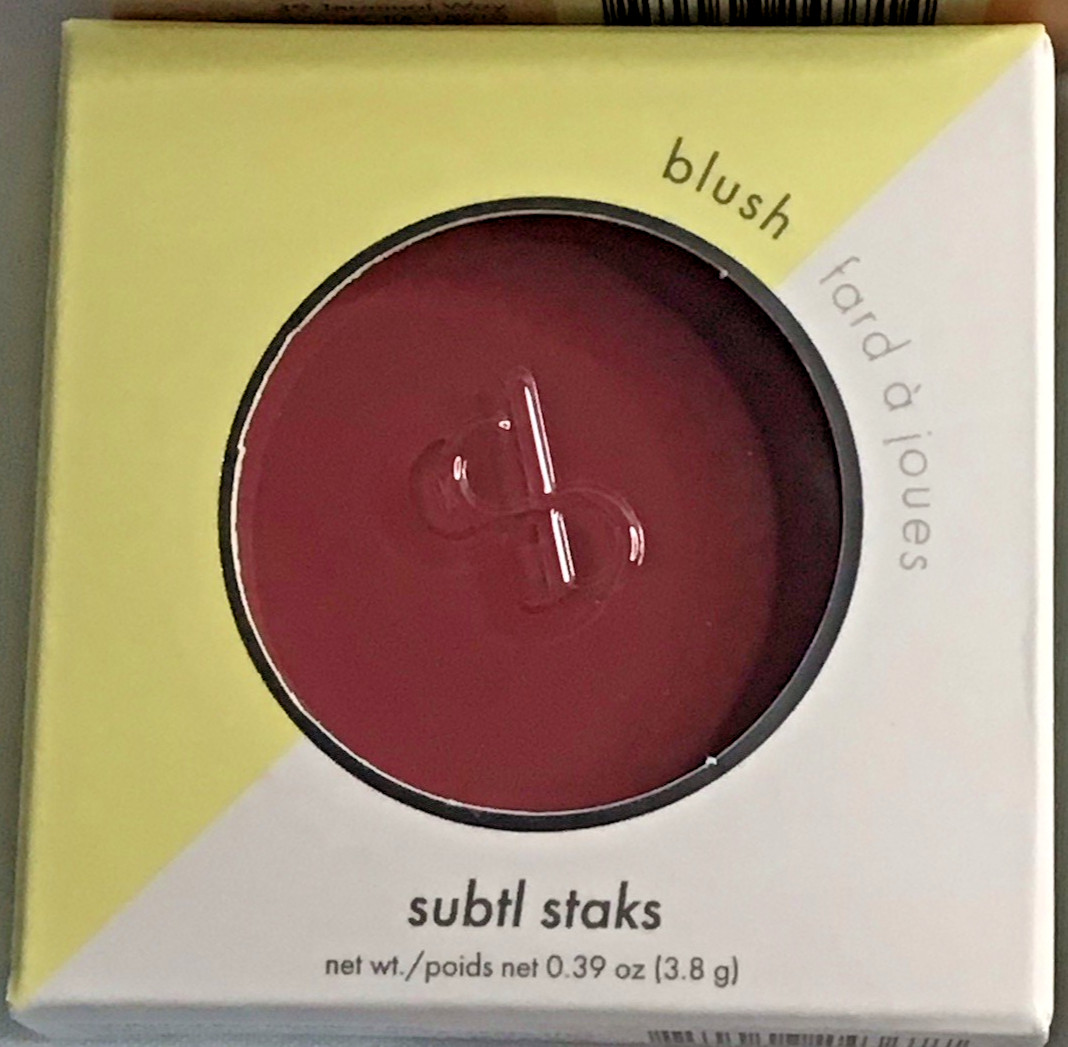 blush
fard à joues
subtl staks
net wt./poids net 0.39 oz (3.8 g)